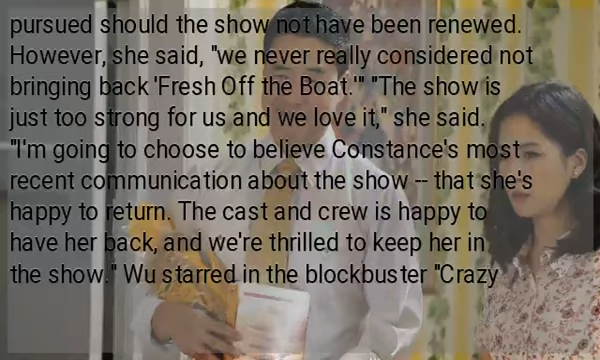 pursued should the show not have been renewed.
However, she said, "we never really considered not
bringing back 'Fresh Off the Boat.'" "The show is
just too strong for us and we love it," she said.
"I'm going to choose to believe Constance's most
recent communication about the show -- that she's
happy to return. The cast and crew is happy to
have her back, and we're thrilled to keep her in
the show." Wu starred in the blockbuster "Crazy